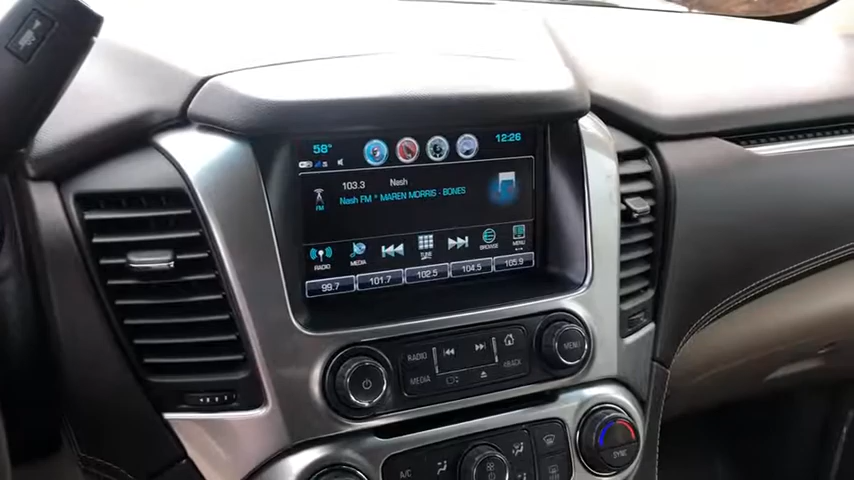 58°
12:26
103.3 Nash
FM
Nash FM * MAREN MORRIS - BONES
RADIO MEDIA TUNE BROWSE MENU
99.7 101.7 102.5 104.5 105.9
RADIO
MEDIA BACK
MENU
A/C
SYNC